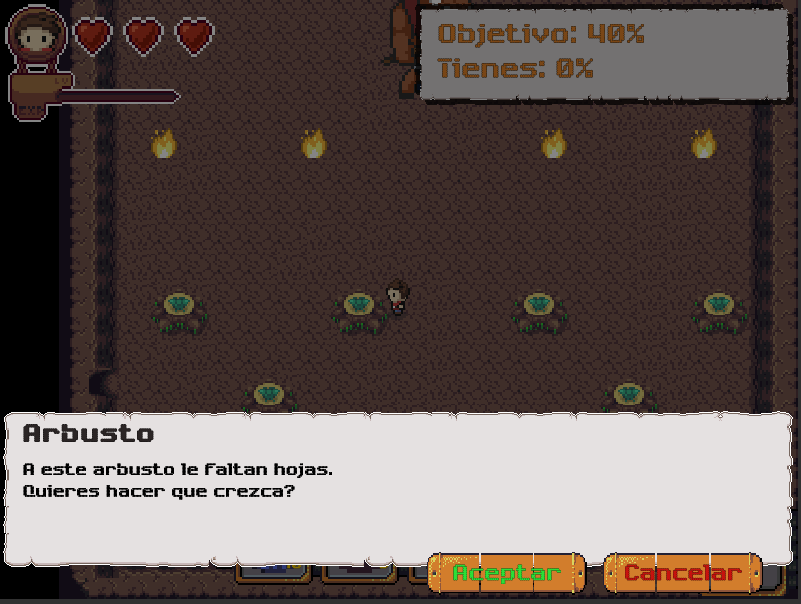 Objetivo: 40%
Tienes: 0%
Arbusto
A este arbusto le faltan hojas.
Quieres hacer que crezca?
Aceptar
Cancelar